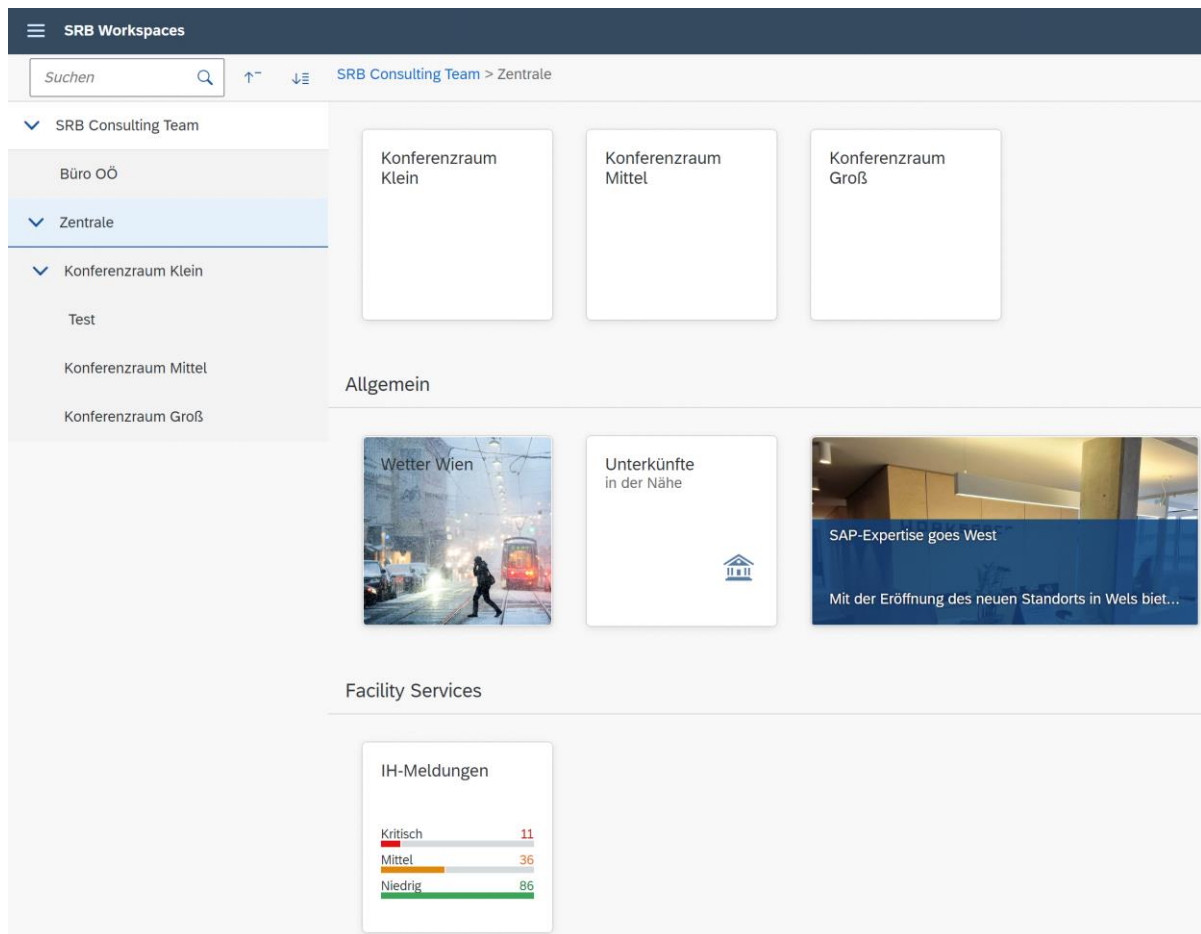 SRB Workspaces
Suchen
SRB Consulting Team > Zentrale
SRB Consulting Team
Büro OÖ
Zentrale
Konferenzraum Klein
Test
Konferenzraum Mittel
Konferenzraum Groß
Konferenzraum
Klein
Konferenzraum
Mittel
Konferenzraum
Groß
Allgemein
Wetter Wien
Unterkünfte
in der Nähe
SAP-Expertise goes West
Mit der Eröffnung des neuen Standorts in Wels biet...
Facility Services
IH-Meldungen
Kritisch 11
Mittel 36
Niedrig 86